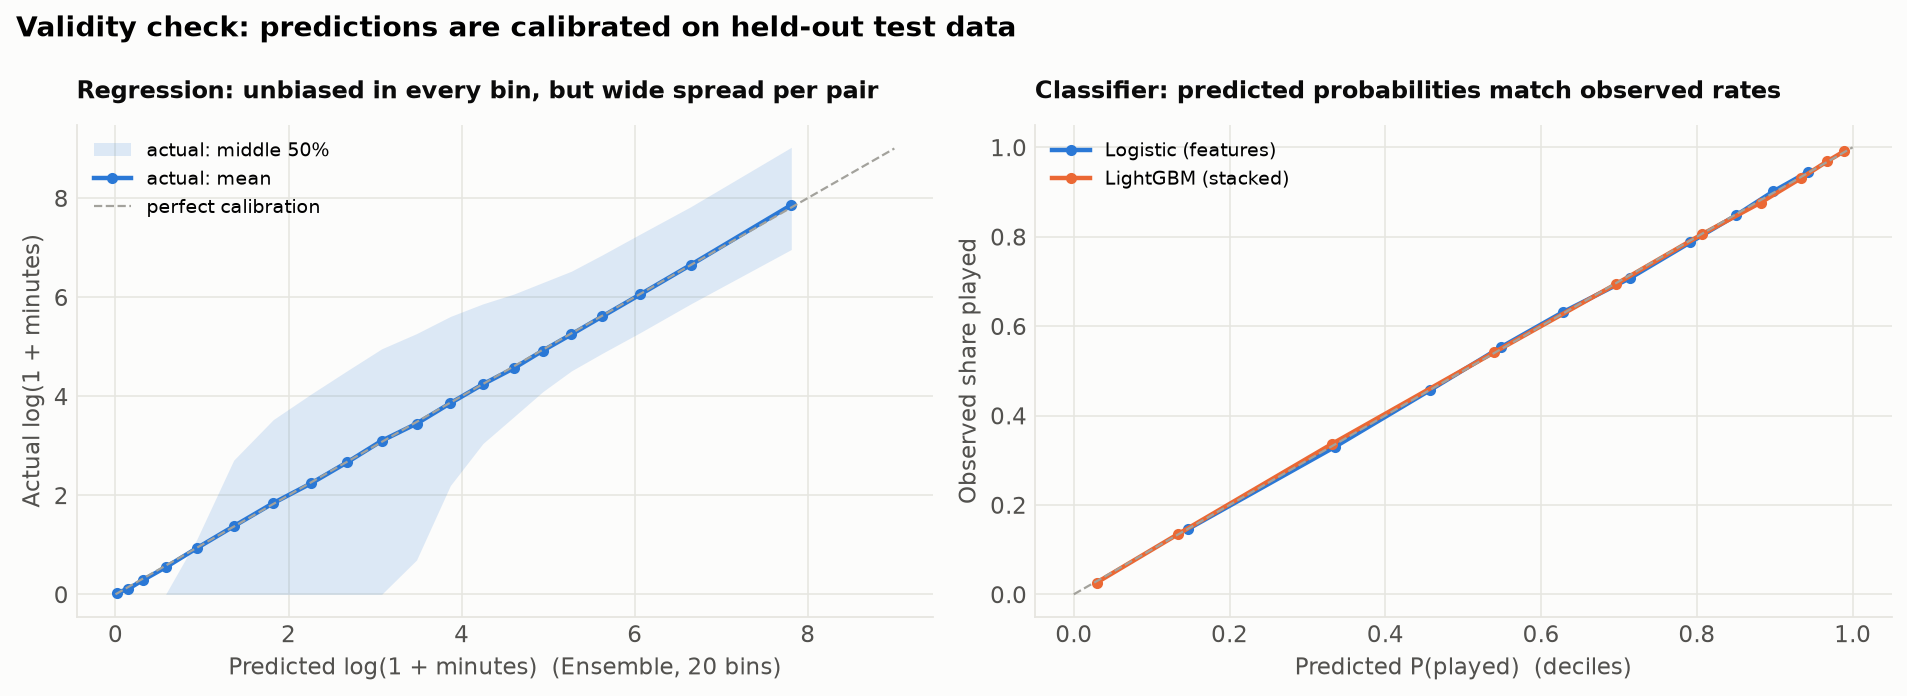 Validity check: predictions are calibrated on held-out test data
Regression: unbiased in every bin, but wide spread per pair
actual: middle 50%
actual: mean
perfect calibration
8
6
4
2
0
Actual log(1 + minutes)
0 2 4 6 8
Predicted log(1 + minutes)  (Ensemble, 20 bins)
Classifier: predicted probabilities match observed rates
Logistic (features)
LightGBM (stacked)
1.0
0.8
0.6
0.4
0.2
0.0
Observed share played
0.0 0.2 0.4 0.6 0.8 1.0
Predicted P(played)  (deciles)